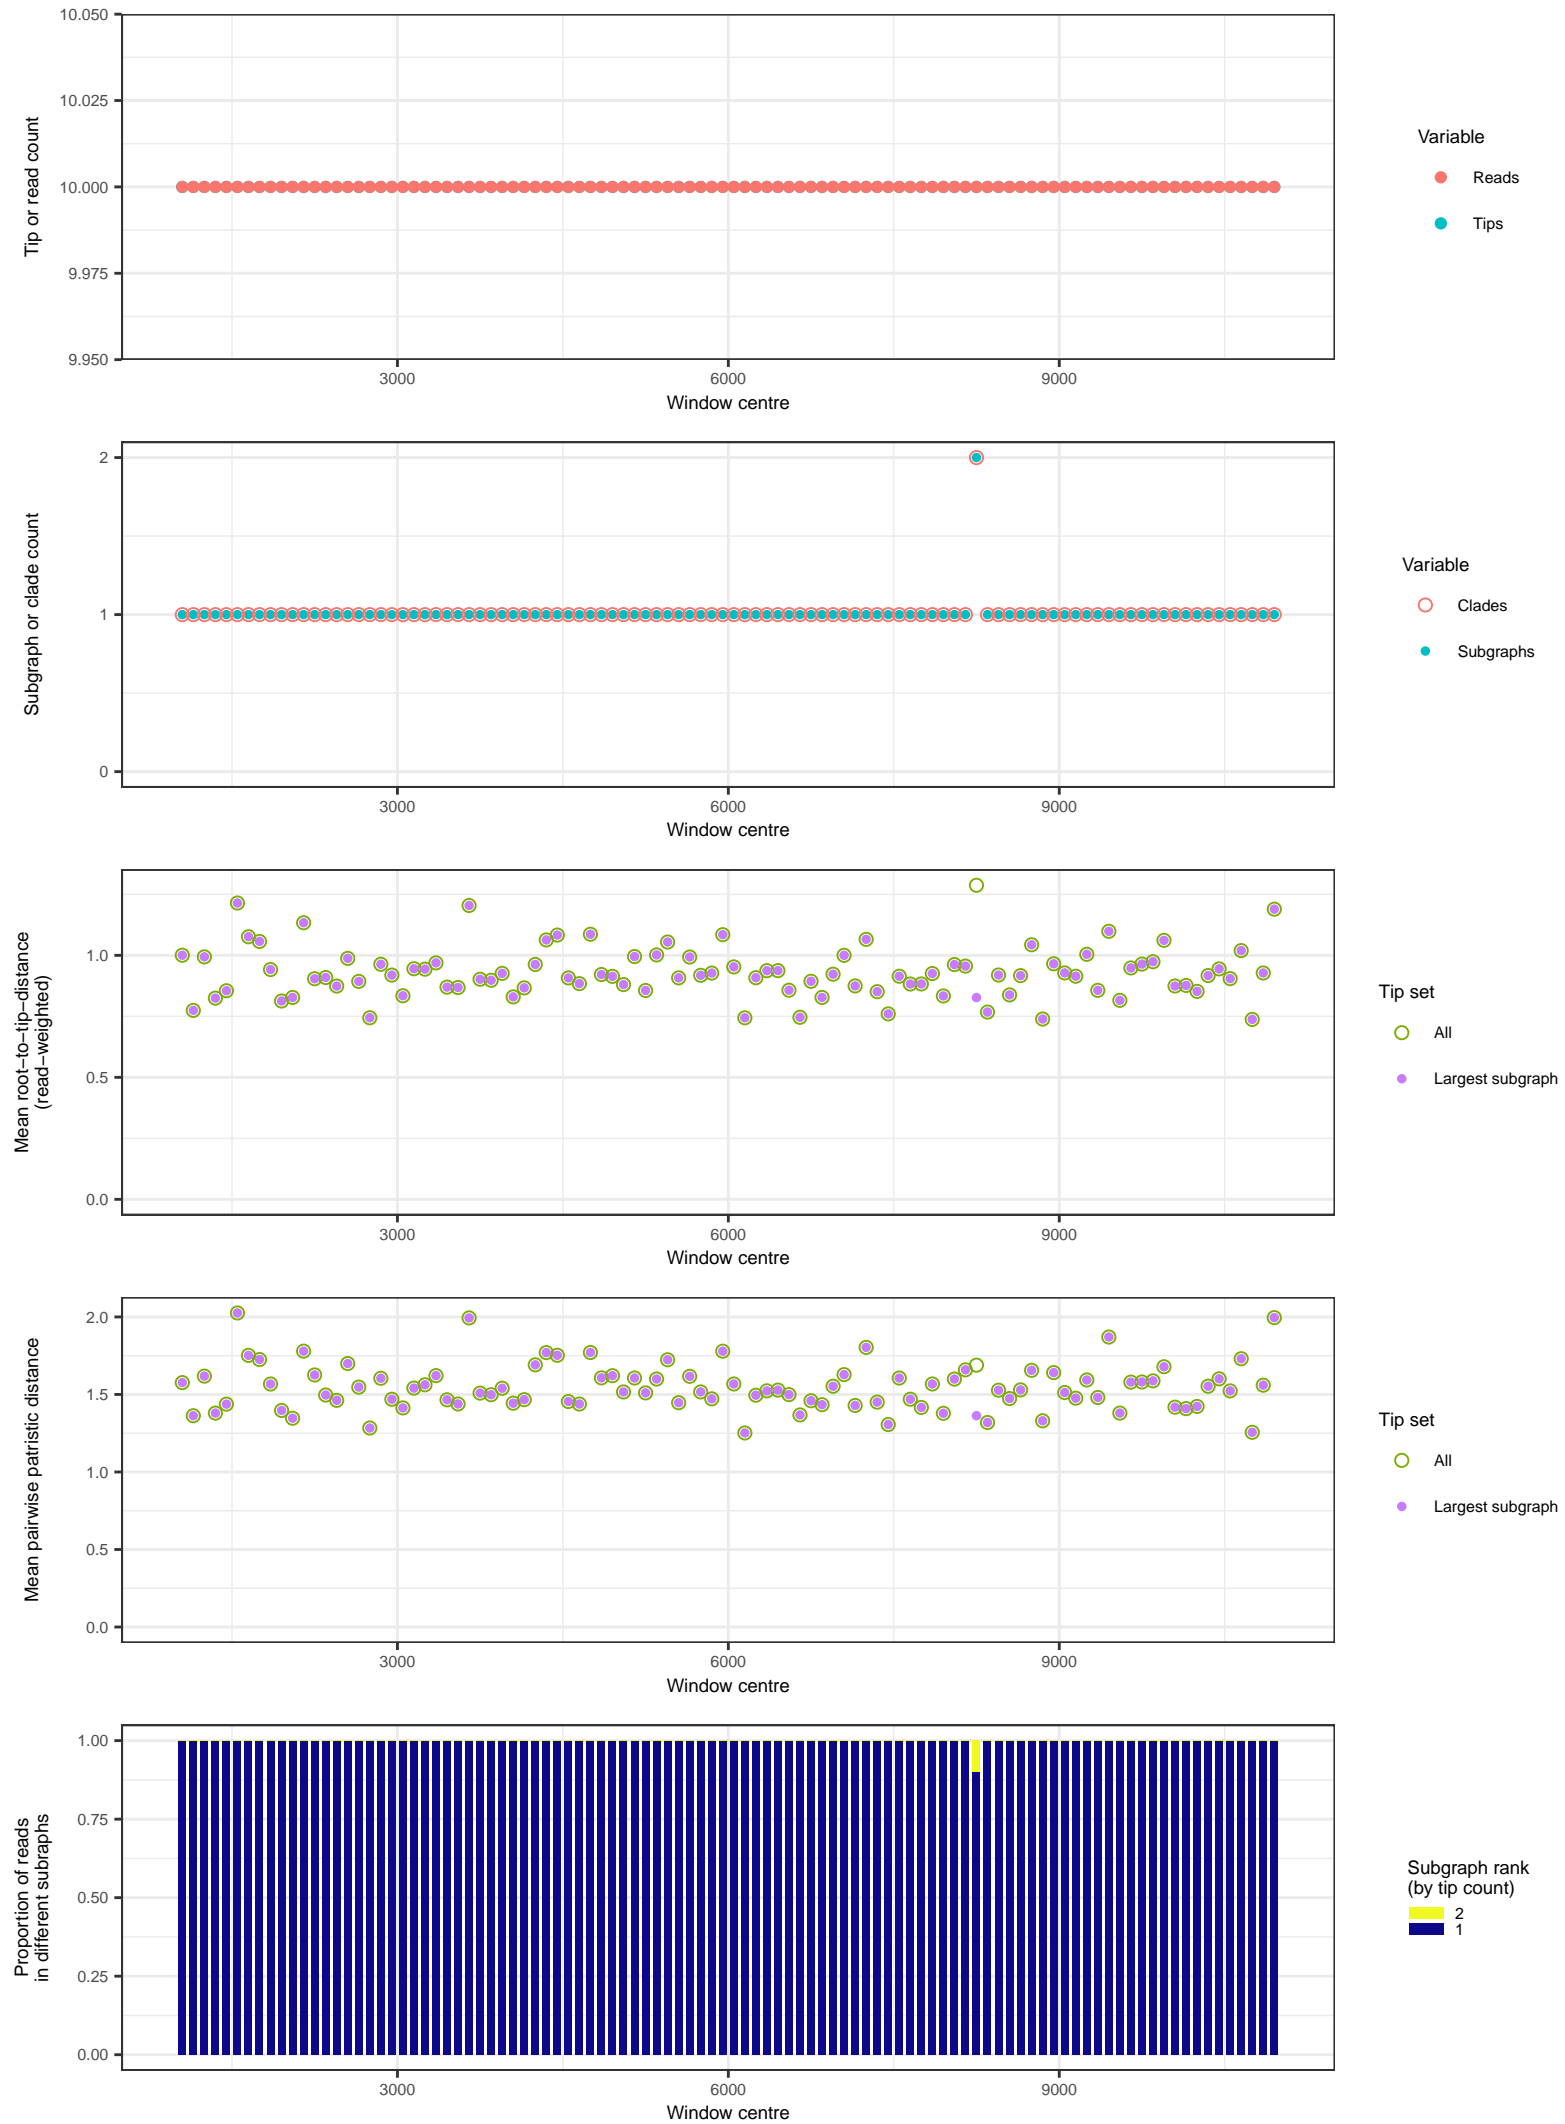 10.050
10.025
10.000
9.975
9.950
Tip or read count
3000
6000
9000
Window centre
Variable
Reads
Tips
2
1
0
Subgraph or clade count
3000
6000
9000
Window centre
Variable
Clades
Subgraphs
1.0
0.5
0.0
Mean root−to−tip−distance
(read−weighted)
3000
6000
9000
Window centre
Tip set
All
Largest subgraph
2.0
1.5
1.0
0.5
0.0
Mean pairwise patristic distance
3000
6000
9000
Window centre
Tip set
All
Largest subgraph
1.00
0.75
0.50
0.25
0.00
Proportion of reads
in different subraphs
3000
6000
9000
Window centre
Subgraph rank
(by tip count)
2
1